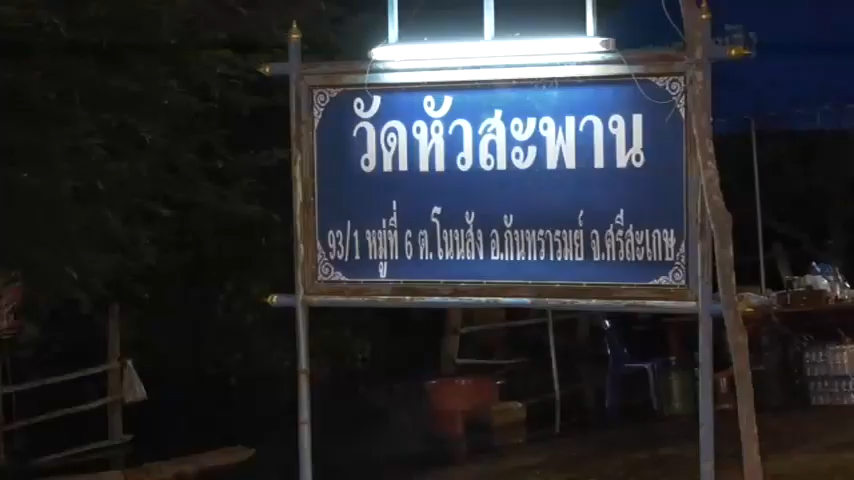 วัดหัวสะพาน
93/1 หมู่ที่ 6 ต.โนนสัง อ.กันทรารมย์ จ.ศรีสะเกษ